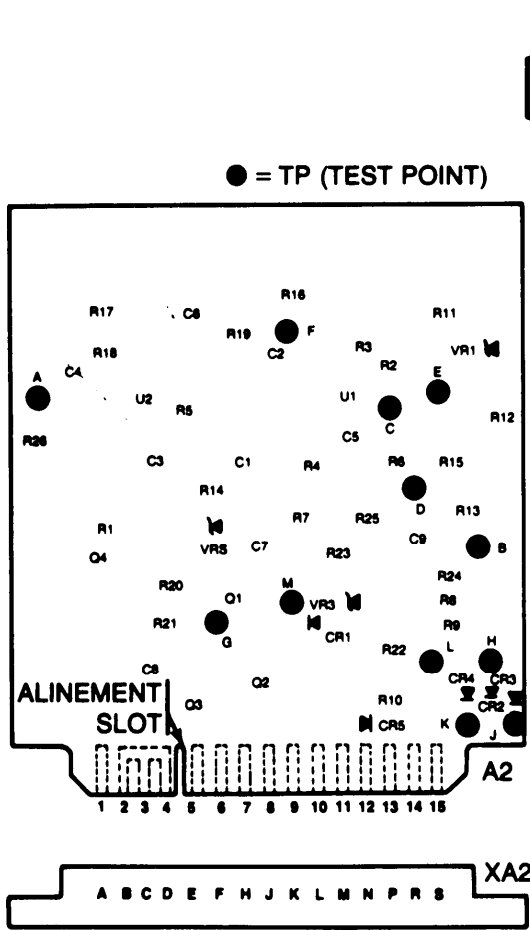 = TP (TEST POINT)
R16
R17
C6
R11
R19
F
R18
C2
R3
VR1
R2
A
C4
E
U2
U1
R5
C
R12
R26
C5
C3
C1
R4
R6
R15
R14
D
R13
R7
R25
R1
VR5
C7
C9
B
Q4
R23
R24
R20
M
Q1
VR3
R8
R21
G
CR1
R9
L
H
R22
C8
Q2
CR4
CR3
ALINEMENT
SLOT
Q3
R10
CR2
CR5
K
J
A2
1 2 3 4 5 6 7 8 9 10 11 12 13 14 15
XA2
A B C D E F H J K L M N P R S